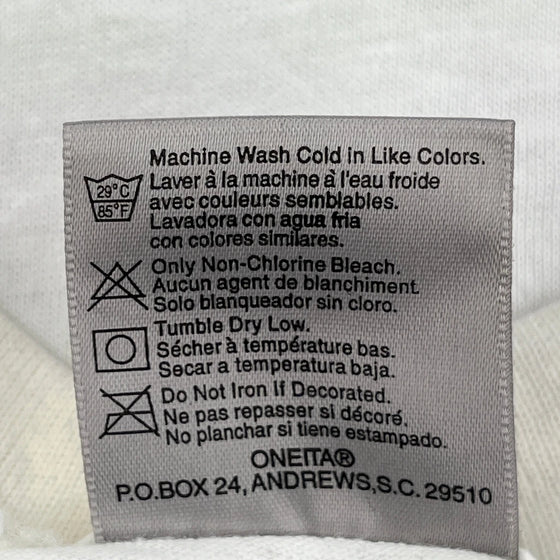 Machine Wash Cold in Like Colors.
29°C
85°F
Laver à la machine à l'eau froide
avec couleurs semblables.
Lavadora con agua fria
con colores similares.
Only Non-Chlorine Bleach.
Aucun agent de blanchiment.
Solo blanqueador sin cloro.
Tumble Dry Low.
Sécher à température bas.
Secar a temperatura baja.
Do Not Iron If Decorated.
Ne pas repasser si décoré.
No planchar si tiene estampado.
ONEITA®
P.O.BOX 24, ANDREWS,S.C. 29510